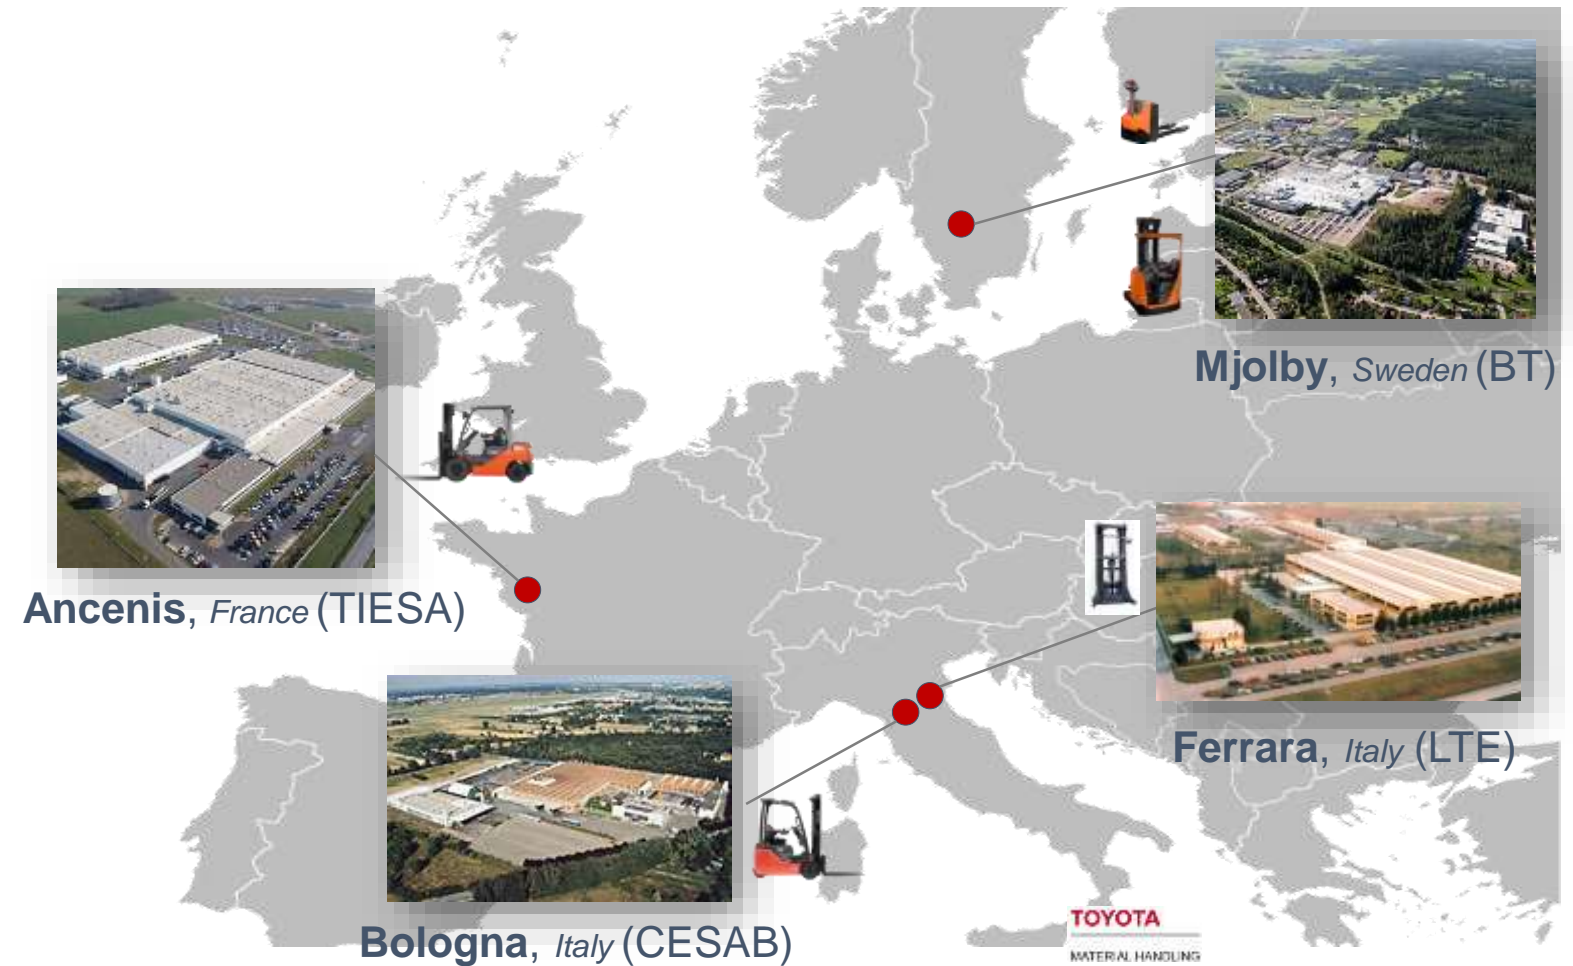 Mjolby, Sweden (BT)
Ancenis, France (TIESA)
Ferrara, Italy (LTE)
Bologna, Italy (CESAB)
TOYOTA
MATERIAL HANDLING